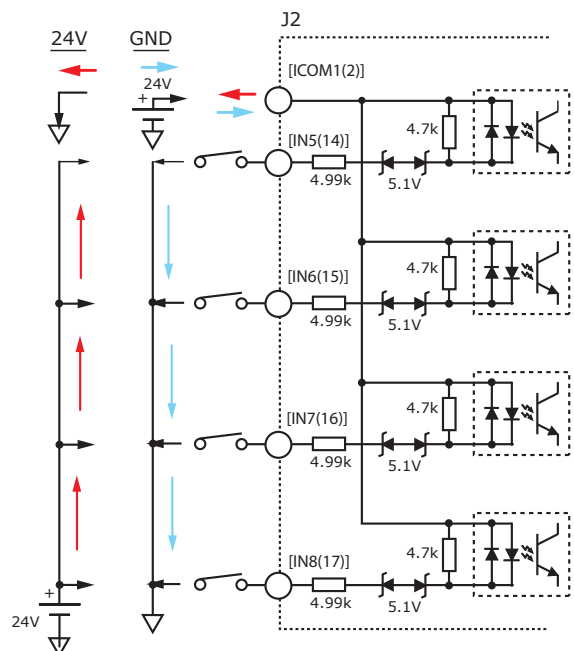 J2
24V GND
24V
+
[ICOM1(2)]
4.7k
[IN5(14)]
4.99k
5.1V
4.7k
[IN6(15)]
4.99k
5.1V
4.7k
[IN7(16)]
4.99k
5.1V
4.7k
[IN8(17)]
4.99k
5.1V
+
24V